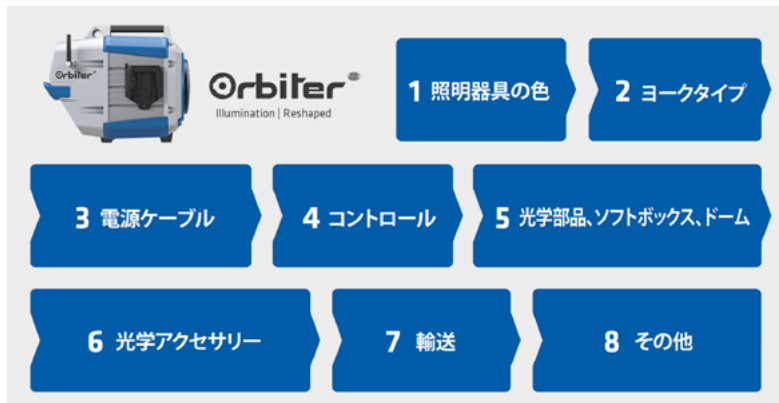 Orbiter®
Orbiter®
Illumination | Reshaped
1 照明器具の色
2 ヨークタイプ
3 電源ケーブル
4 コントロール
5 光学部品、ソフトボックス、ドーム
6 光学アクセサリー
7 輸送
8 その他